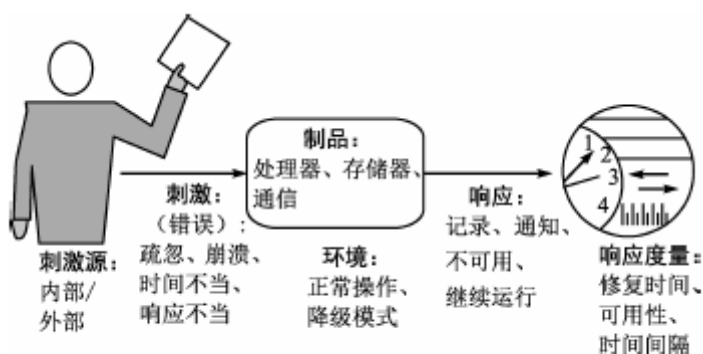 刺激源：
内部/
外部
刺激：
（错误）：
疏忽、崩溃、
时间不当、
响应不当
制品：
处理器、存储器、
通信
环境：
正常操作、
降级模式
响应：
记录、通知、
不可用、
继续运行
1
2
3
4
响应度量：
修复时间、
可用性、
时间间隔